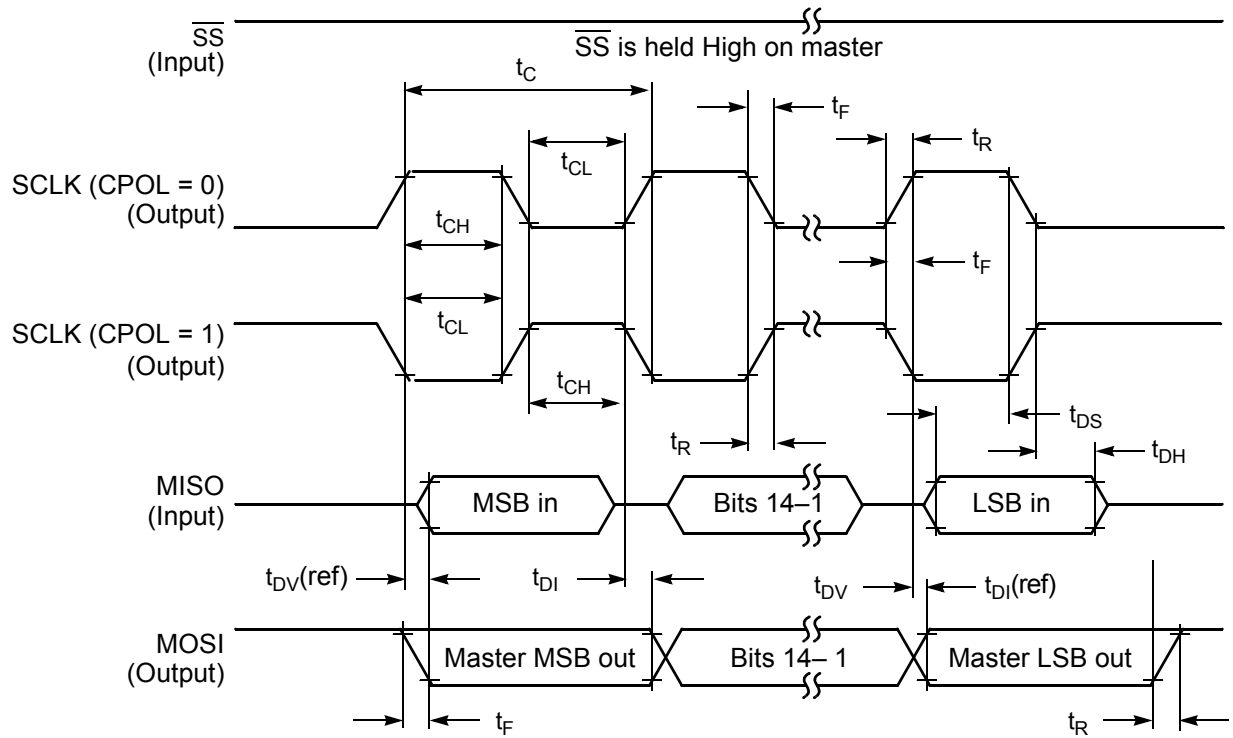 S̅S̅
(Input)
S̅S̅ is held High on master
tC
tF
tR
tCL
SCLK (CPOL = 0)
(Output)
tCH
tF
tCL
SCLK (CPOL = 1)
(Output)
tCH
tDS
tR
tDH
MISO
(Input)
MSB in
Bits 14–1
LSB in
tDV(ref)
tDI
tDV
tDI(ref)
MOSI
(Output)
Master MSB out
Bits 14– 1
Master LSB out
tF
tR